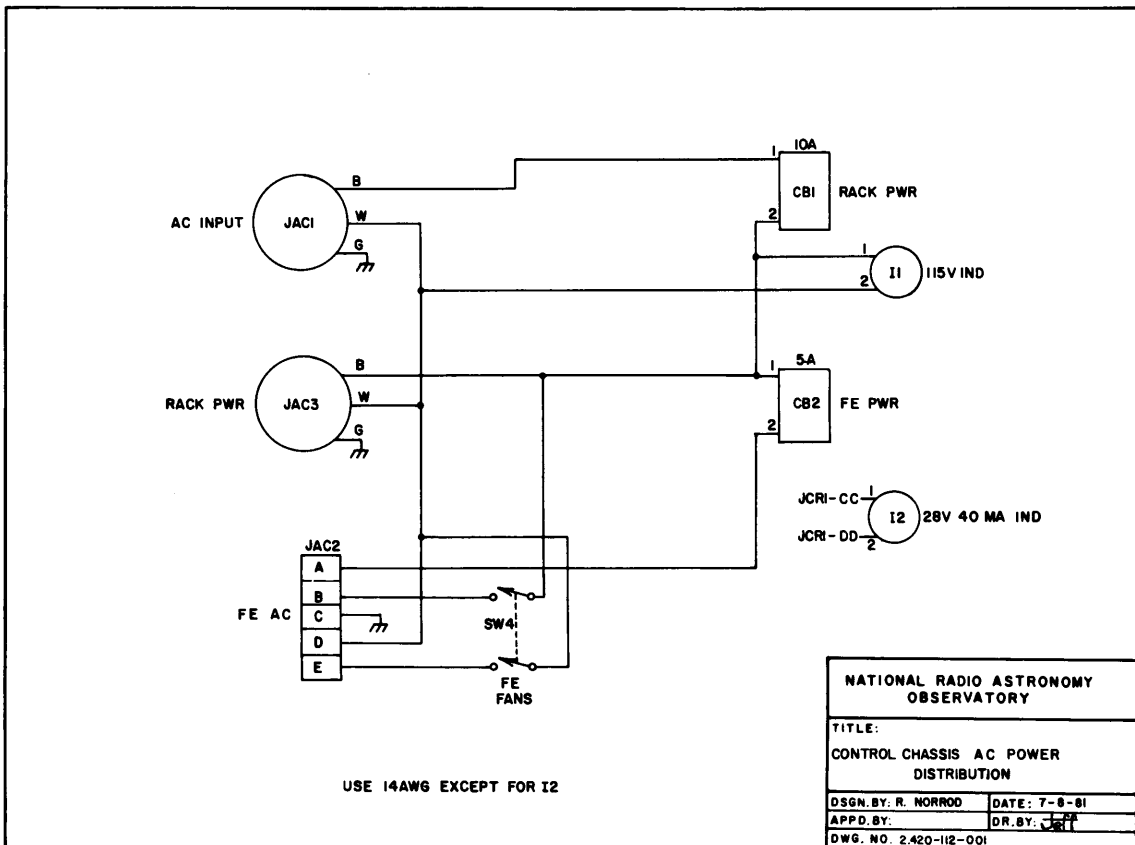 10A
1
CB1 RACK PWR
2
B
AC INPUT JAC1 W
G
1
I1 115V IND
2
B
RACK PWR JAC3 W
G
5A
1
CB2 FE PWR
2
JCR1-CC 1
I2 28V 40 MA IND
JCR1-DD 2
JAC2
A
B
FE AC C
D
E
SW4
FE
FANS
USE 14AWG EXCEPT FOR I2
NATIONAL RADIO ASTRONOMY
OBSERVATORY
TITLE:
CONTROL CHASSIS AC POWER
DISTRIBUTION
DSGN.BY: R. NORROD DATE: 7-8-81
APPD.BY: DR.BY: Jeff
DWG. NO. 2.420-112-001